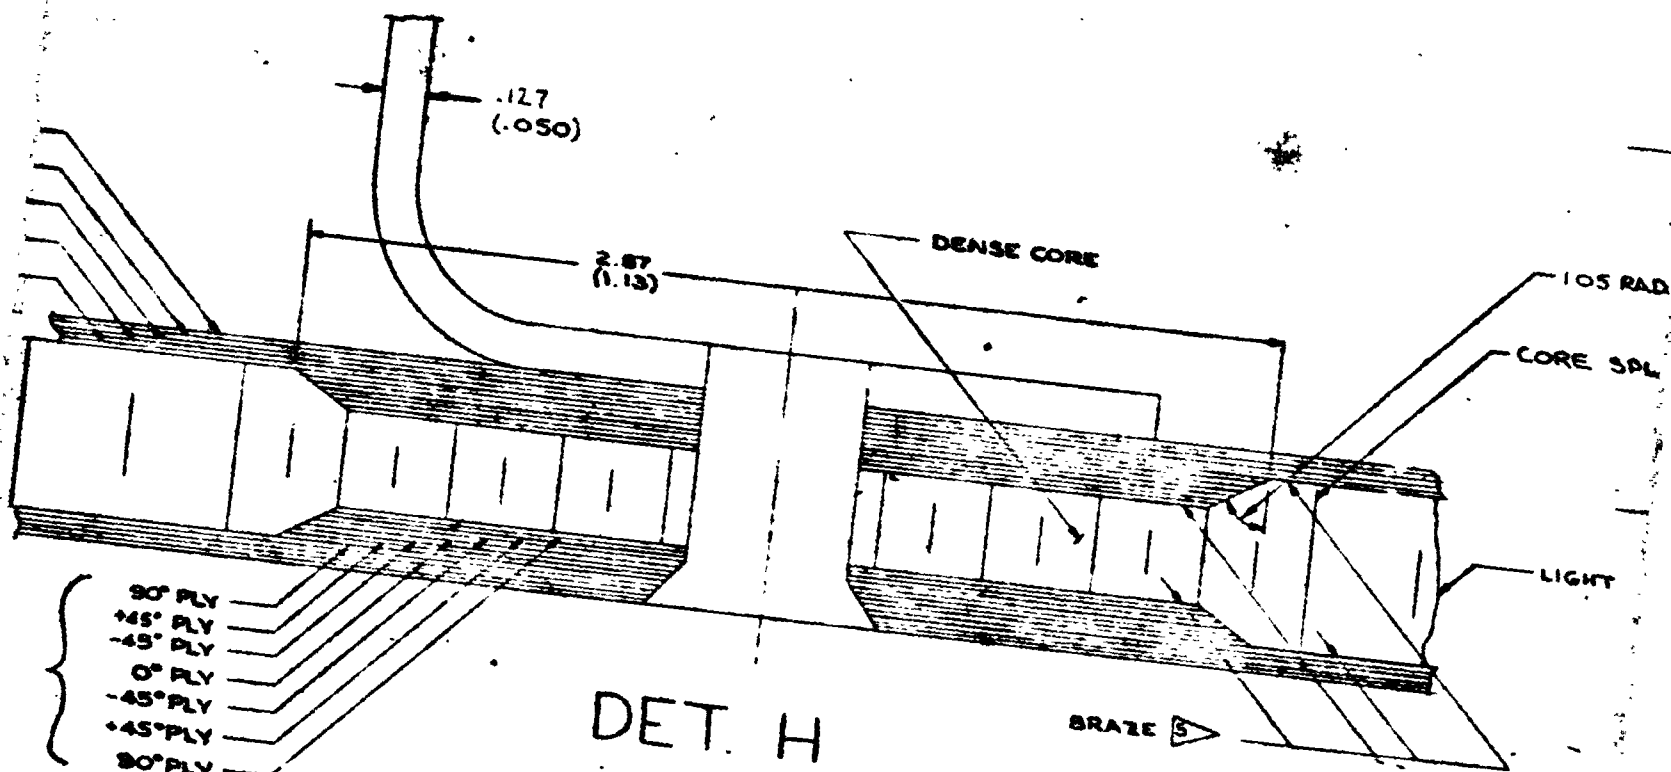 .127
(.050)
2.87
(1.13)
DENSE CORE
.105 RAD.
CORE SPL
LIGHT
90° PLY
+45° PLY
-45° PLY
0° PLY
-45° PLY
+45° PLY
90° PLY
BRAZE 5
DET. H